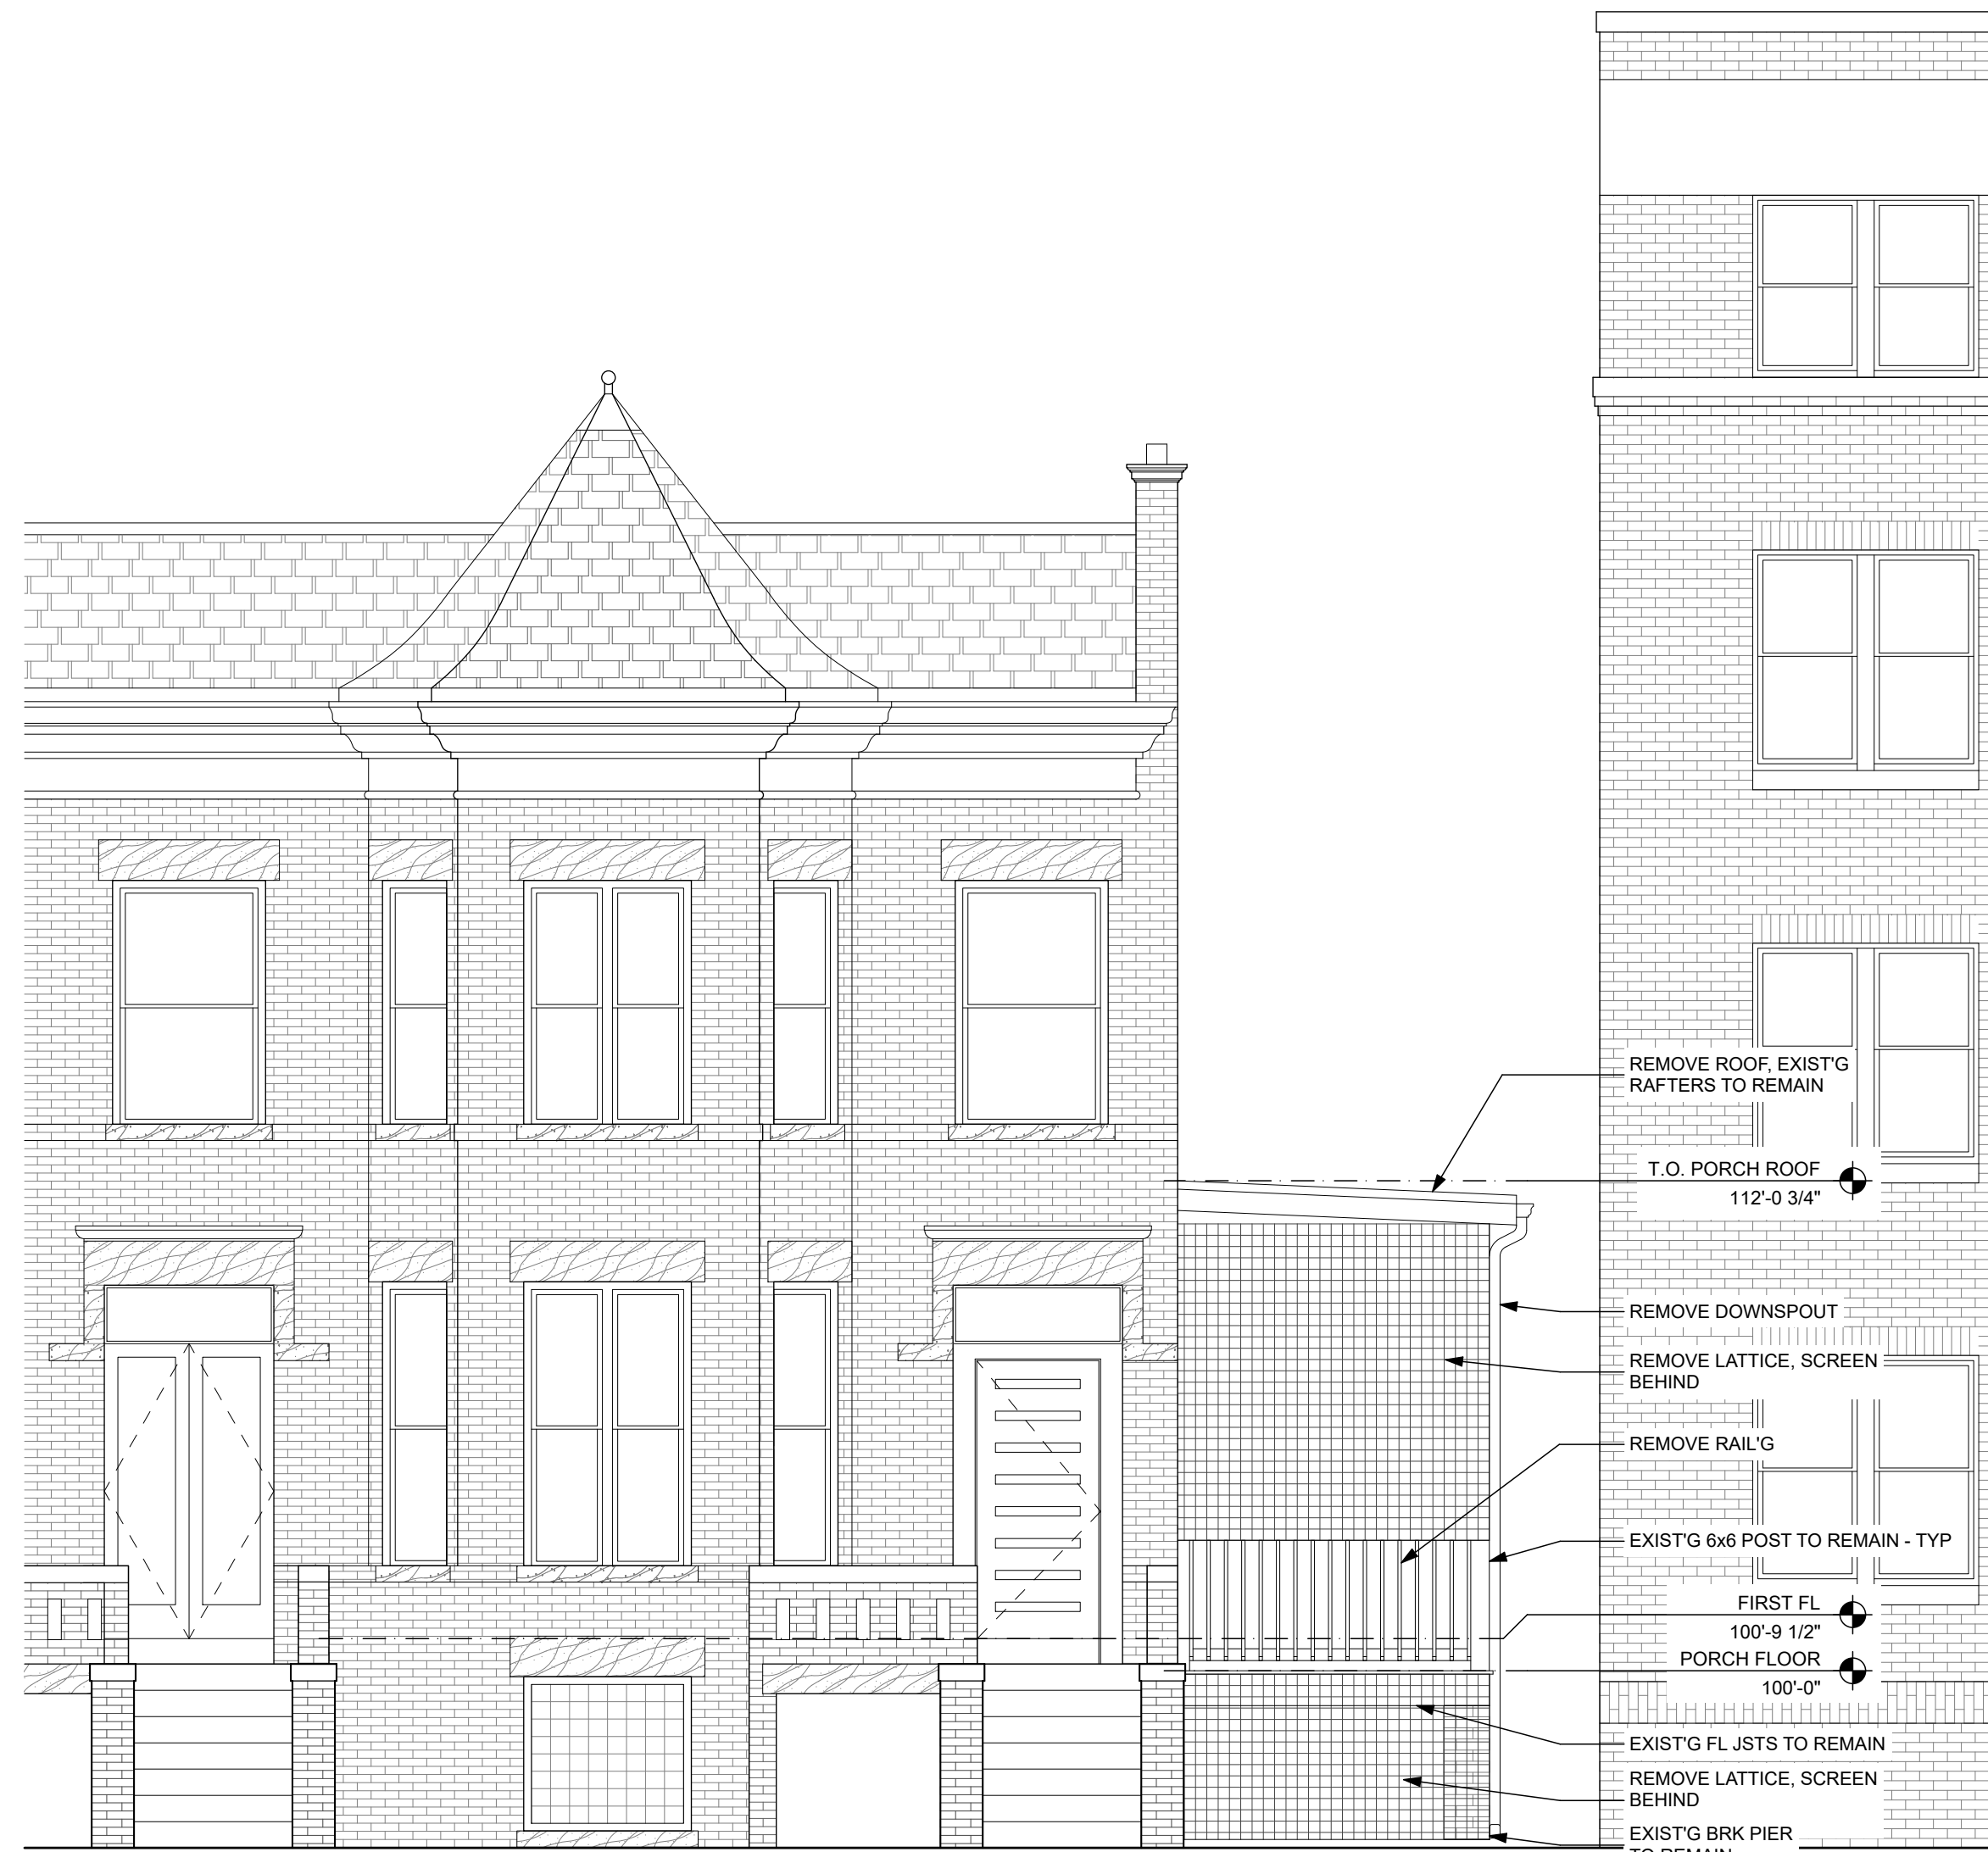 REMOVE ROOF, EXIST'G
RAFTERS TO REMAIN
T.O. PORCH ROOF
112'-0 3/4"
REMOVE DOWNSPOUT
REMOVE LATTICE, SCREEN
BEHIND
REMOVE RAIL'G
EXIST'G 6x6 POST TO REMAIN - TYP
FIRST FL
100'-9 1/2"
PORCH FLOOR
100'-0"
EXIST'G FL JSTS TO REMAIN
REMOVE LATTICE, SCREEN
BEHIND
EXIST'G BRK PIER
TO REMAIN